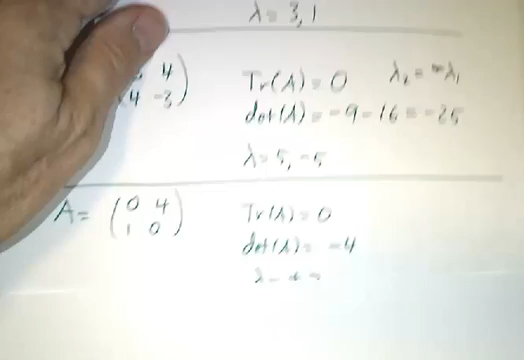 λ = 3, 1
4 Tr(A) = 0 λ₂ = -λ₁
4 -3 det(A) = -9 - 16 = -25
λ = 5, -5
A = (0 4 Tr(A) = 0
1 0) det(A) = -4
λ =